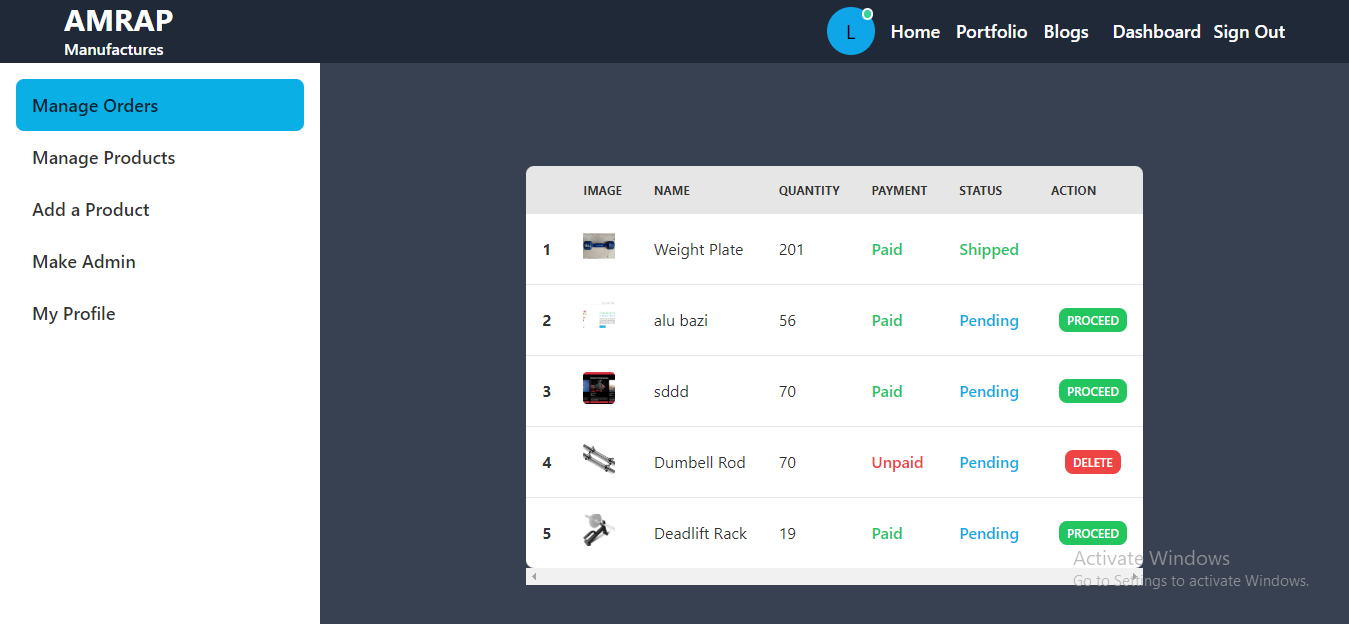 AMRAP
Manufactures
L Home Portfolio Blogs Dashboard Sign Out
Manage Orders
Manage Products
Add a Product
Make Admin
My Profile
IMAGE NAME QUANTITY PAYMENT STATUS ACTION
1 Weight Plate 201 Paid Shipped
2 alu bazi 56 Paid Pending PROCEED
3 sddd 70 Paid Pending PROCEED
4 Dumbell Rod 70 Unpaid Pending DELETE
5 Deadlift Rack 19 Paid Pending PROCEED
Activate Windows
Go to Settings to activate Windows.